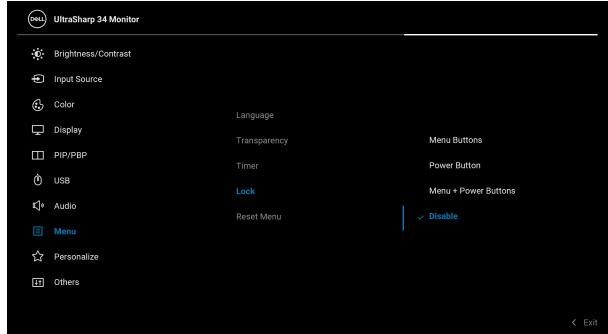 DELL
UltraSharp 34 Monitor
Brightness/Contrast
Input Source
Color
Display
PIP/PBP
USB
Audio
Menu
Personalize
Others
Language
Transparency
Timer
Lock
Reset Menu
Menu Buttons
Power Button
Menu + Power Buttons
Disable
Exit